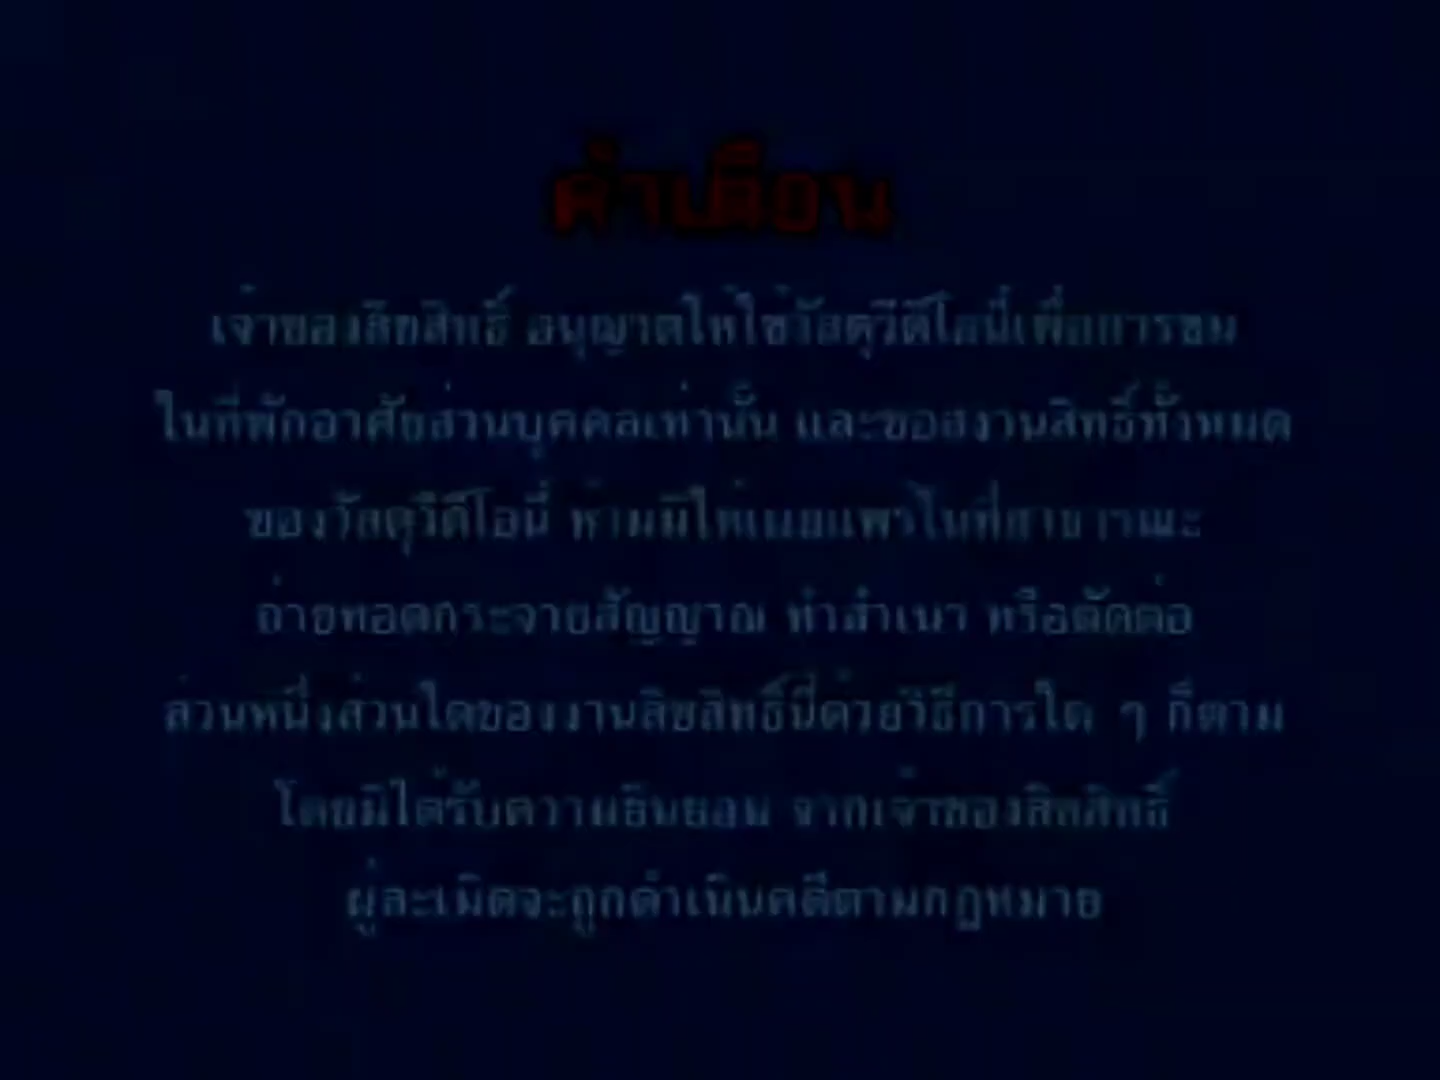 คำเตือน
เจ้าของลิขสิทธิ์ อนุญาตให้ใช้วัสดุวีดีโอนี้เพื่อการชม
ในที่พักอาศัยส่วนบุคคลเท่านั้น และขอสงวนสิทธิ์ทั้งหมด
ของวัสดุวีดีโอนี้ ห้ามมิให้เผยแพร่ในที่สาธารณะ
ถ่ายทอดกระจายสัญญาณ ทำสำเนา หรือตัดต่อ
ส่วนหนึ่งส่วนใดของงานลิขสิทธิ์นี้ด้วยวิธีการใด ๆ ก็ตาม
โดยมิได้รับความยินยอม จากเจ้าของลิขสิทธิ์
ผู้ละเมิดจะถูกดำเนินคดีตามกฎหมาย